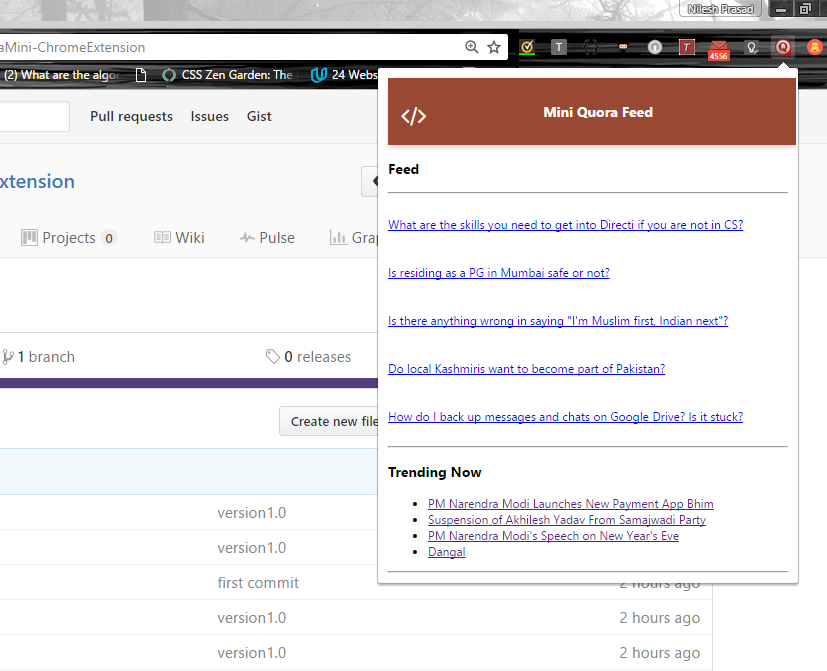 Nilesh Prasad
aMini-ChromeExtension
T
T
4556
(2) What are the algo
CSS Zen Garden: The
24 Webs
Pull requests
Issues
Gist
xtension
Projects 0
Wiki
Pulse
Grap
1 branch
0 releases
Create new file
version1.0
version1.0
first commit
2 hours ago
version1.0
2 hours ago
version1.0
2 hours ago
</> Mini Quora Feed
Feed
What are the skills you need to get into Directi if you are not in CS?
Is residing as a PG in Mumbai safe or not?
Is there anything wrong in saying "I'm Muslim first, Indian next"?
Do local Kashmiris want to become part of Pakistan?
How do I back up messages and chats on Google Drive? Is it stuck?
Trending Now
PM Narendra Modi Launches New Payment App Bhim
Suspension of Akhilesh Yadav From Samajwadi Party
PM Narendra Modi's Speech on New Year's Eve
Dangal